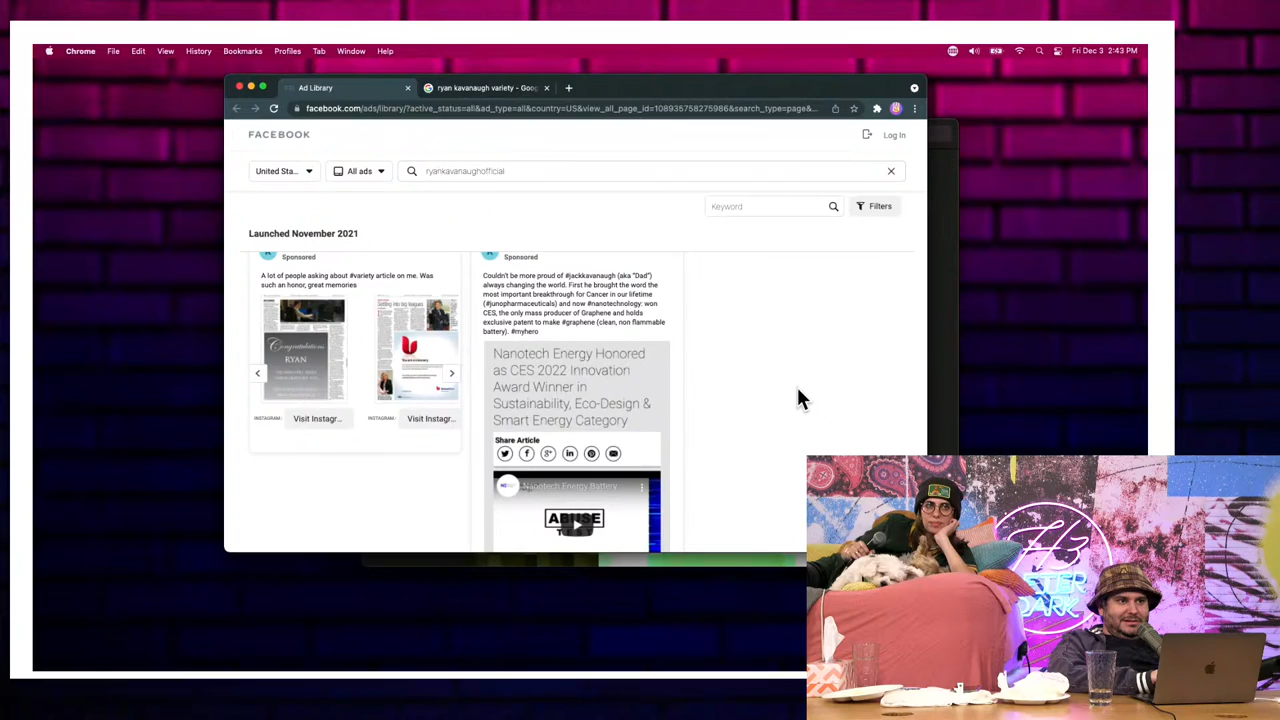 Chrome File Edit View History Bookmarks Profiles Tab Window Help
Fri Dec 3 2:43 PM
Ad Library
ryan kavanaugh variety - Goo
facebook.com/ads/library/?active_status=all&ad_type=all&country=US&view_all_page_id=108935758275986&search_type=page&...
FACEBOOK
Log In
United Sta...
All ads
ryankavanaughofficial
Keyword
Filters
Launched November 2021
Sponsored
A lot of people asking about #variety article on me. Was
such an honor, great memories
Congratulations
RYAN
INSTAGRAM
Visit Instagr...
INSTAGRAM
Visit Instagr...
Sponsored
Couldn't be more proud of #jackkavanaugh (aka "Dad")
always changing the world. First he brought the word the
most important breakthrough for Cancer in our lifetime
(#junopharmaceuticals) and now #nanotechnology: won
CES, the only mass producer of Graphene and holds
exclusive patent to make #graphene (clean, non flammable
battery). #myhero
Nanotech Energy Honored
as CES 2022 Innovation
Award Winner in
Sustainability, Eco-Design &
Smart Energy Category
Share Article
Nanotech Energy Battery
ABUSE
TEST
H3
AFTER
DARK